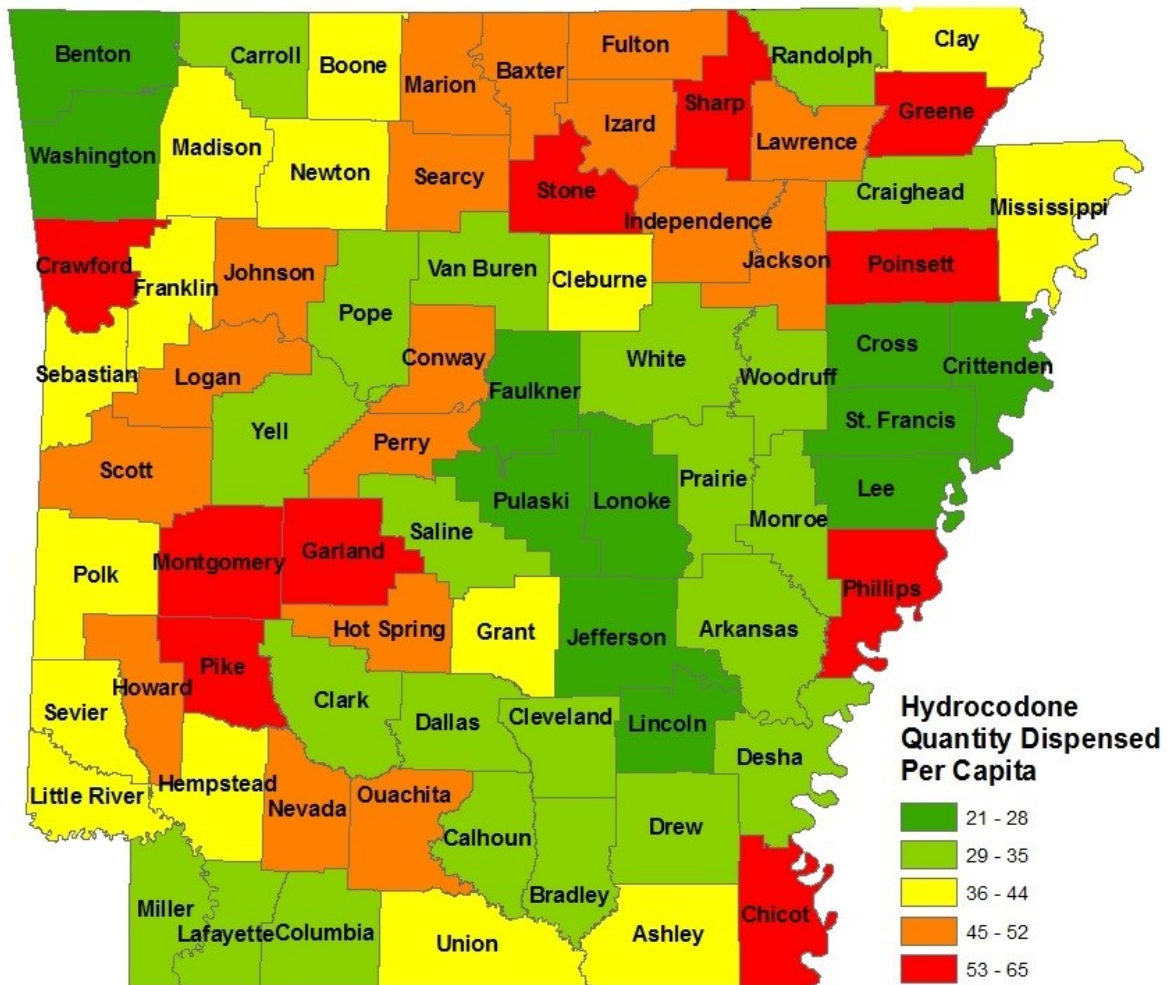 Benton
Carroll
Boone
Marion
Baxter
Fulton
Sharp
Randolph
Clay
Greene
Washington
Madison
Newton
Searcy
Stone
Izard
Lawrence
Craighead
Mississippi
Crawford
Franklin
Johnson
Pope
Van Buren
Cleburne
Independence
Jackson
Poinsett
Sebastian
Logan
Conway
Faulkner
White
Woodruff
Cross
Crittenden
Scott
Yell
Perry
Pulaski
Lonoke
Prairie
Monroe
St. Francis
Lee
Polk
Montgomery
Garland
Saline
Hot Spring
Grant
Jefferson
Arkansas
Phillips
Sevier
Howard
Pike
Clark
Dallas
Cleveland
Lincoln
Desha
Little River
Hempstead
Nevada
Ouachita
Calhoun
Bradley
Drew
Miller
Lafayette
Columbia
Union
Ashley
Chicot
Hydrocodone
Quantity Dispensed
Per Capita
21 - 28
29 - 35
36 - 44
45 - 52
53 - 65